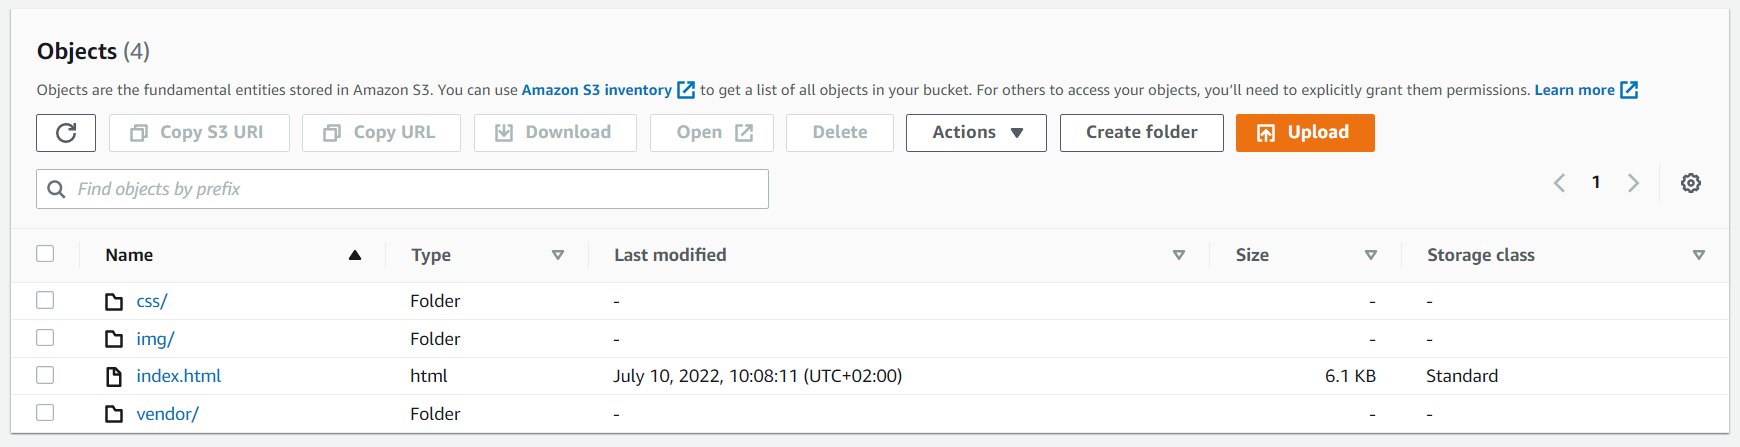 Objects (4)
Objects are the fundamental entities stored in Amazon S3. You can use Amazon S3 inventory to get a list of all objects in your bucket. For others to access your objects, you'll need to explicitly grant them permissions. Learn more
Copy S3 URI Copy URL Download Open Delete Actions Create folder Upload
Find objects by prefix 1
Name Type Last modified Size Storage class
css/ Folder - - -
img/ Folder - - -
index.html html July 10, 2022, 10:08:11 (UTC+02:00) 6.1 KB Standard
vendor/ Folder - - -